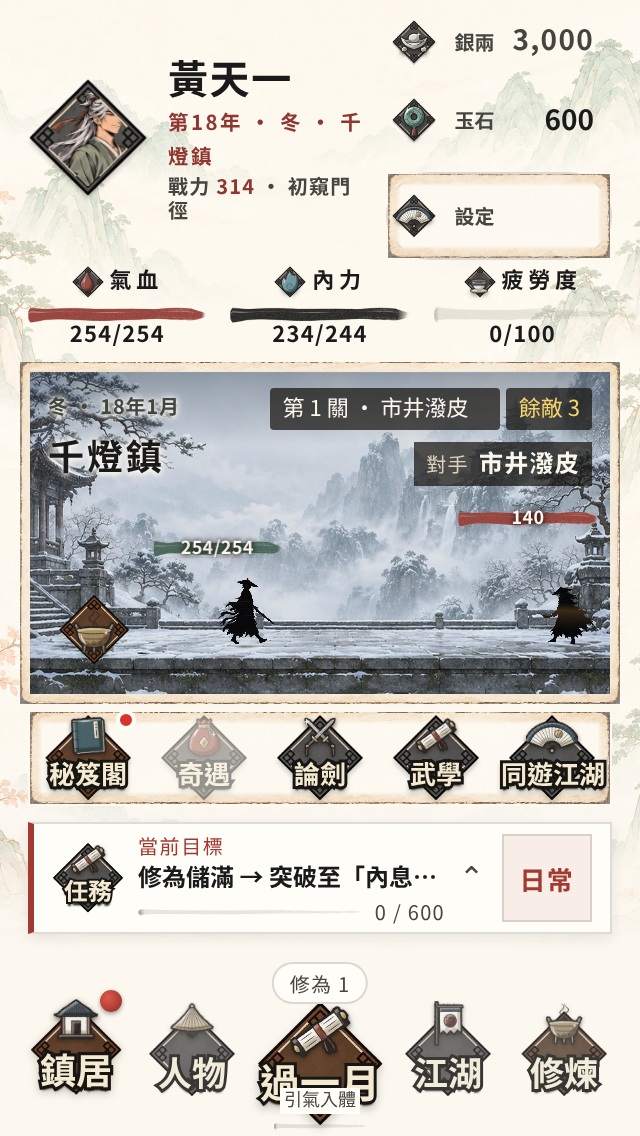 黃天一
第18年 · 冬 · 千
燈鎮
戰力 314 · 初窺門
徑
銀兩 3,000
玉石 600
設定
氣血
254/254
內力
234/244
疲勞度
0/100
冬 · 18年1月
千燈鎮
第 1 關 · 市井潑皮
餘敵 3
對手 市井潑皮
140
254/254
秘笈閣
奇遇
論劍
武學
同遊江湖
任務
當前目標
修為儲滿 → 突破至「內息…
0 / 600
日常
修為 1
鎮居
人物
過一月
引氣入體
江湖
修煉